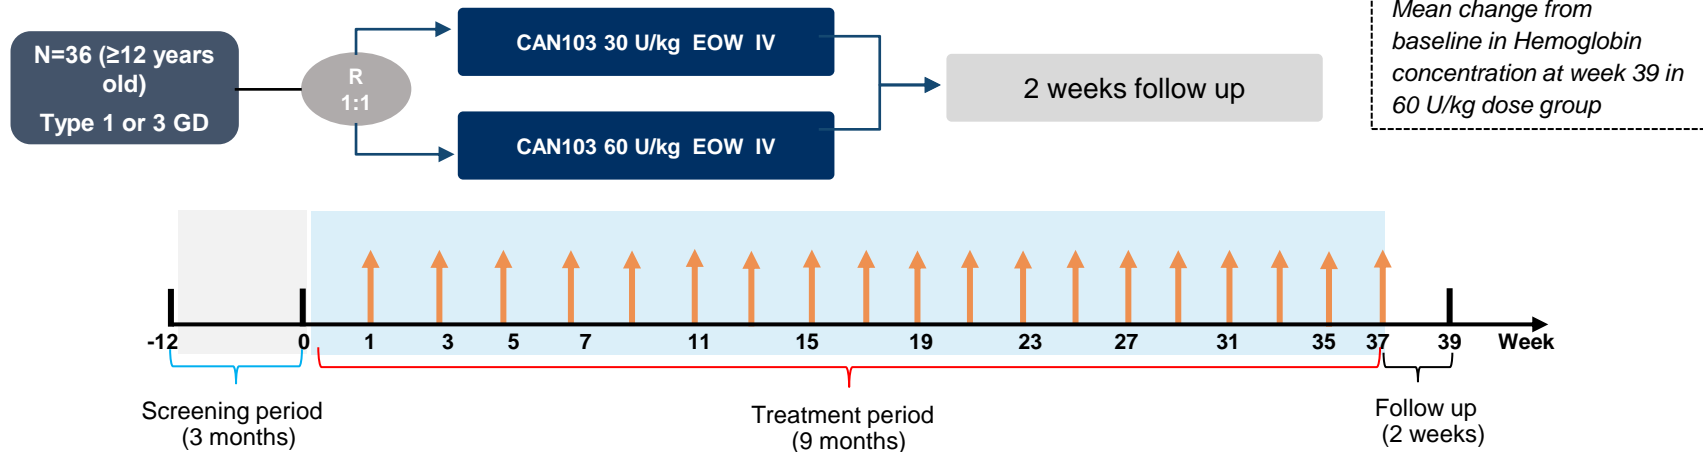 N=36 (≥12 years
old)
Type 1 or 3 GD
R
1:1
CAN103 30 U/kg EOW IV
CAN103 60 U/kg EOW IV
2 weeks follow up
Mean change from
baseline in Hemoglobin
concentration at week 39 in
60 U/kg dose group
-12 0 1 3 5 7 11 15 19 23 27 31 35 37 39 Week
Screening period
(3 months)
Treatment period
(9 months)
Follow up
(2 weeks)